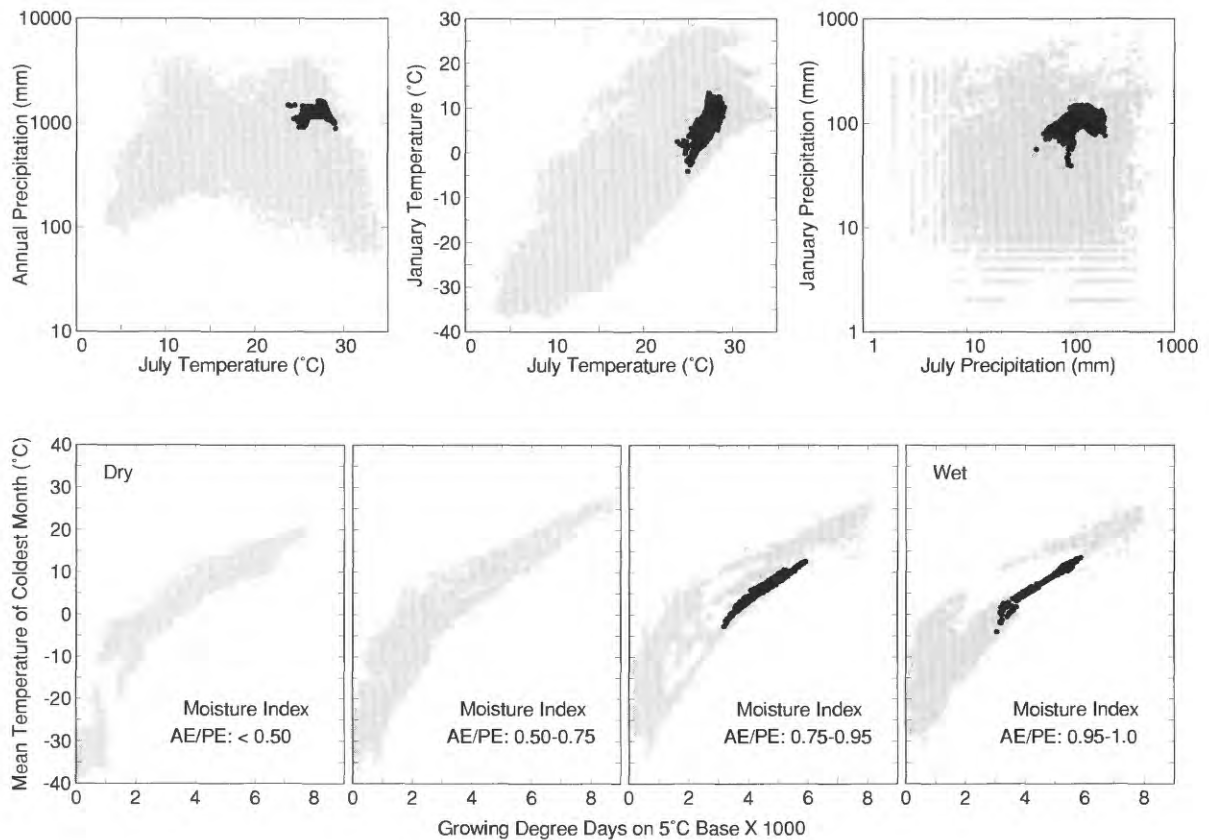 10000
1000
100
10
Annual Precipitation (mm)
0 10 20 30
July Temperature (˚C)
30
20
10
0
-10
-20
-30
-40
January Temperature (˚C)
0 10 20 30
July Temperature (˚C)
1000
100
10
1
January Precipitation (mm)
1 10 100 1000
July Precipitation (mm)
Mean Temperature of Coldest Month (˚C)
40
30
20
10
0
-10
-20
-30
-40
Dry
Moisture Index
AE/PE: < 0.50
0 2 4 6 8
Moisture Index
AE/PE: 0.50-0.75
0 2 4 6 8
Moisture Index
AE/PE: 0.75-0.95
0 2 4 6 8
Wet
Moisture Index
AE/PE: 0.95-1.0
0 2 4 6 8
Growing Degree Days on 5˚C Base X 1000